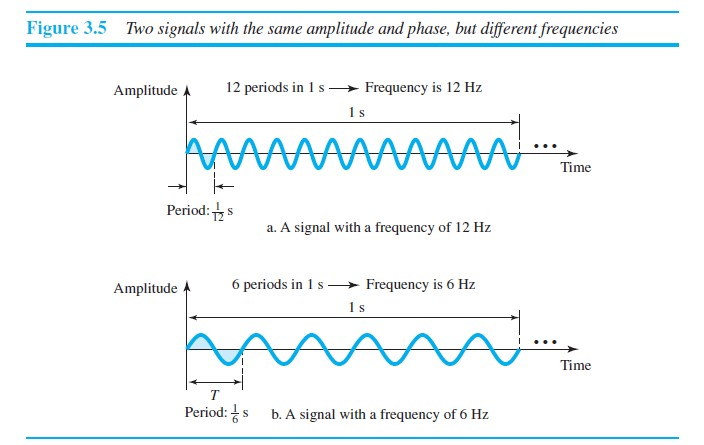 Figure 3.5 Two signals with the same amplitude and phase, but different frequencies
Amplitude
12 periods in 1 s → Frequency is 12 Hz
1 s
•••
Time
Period: 1/12 s
a. A signal with a frequency of 12 Hz
Amplitude
6 periods in 1 s → Frequency is 6 Hz
1 s
•••
Time
T
Period: 1/6 s
b. A signal with a frequency of 6 Hz